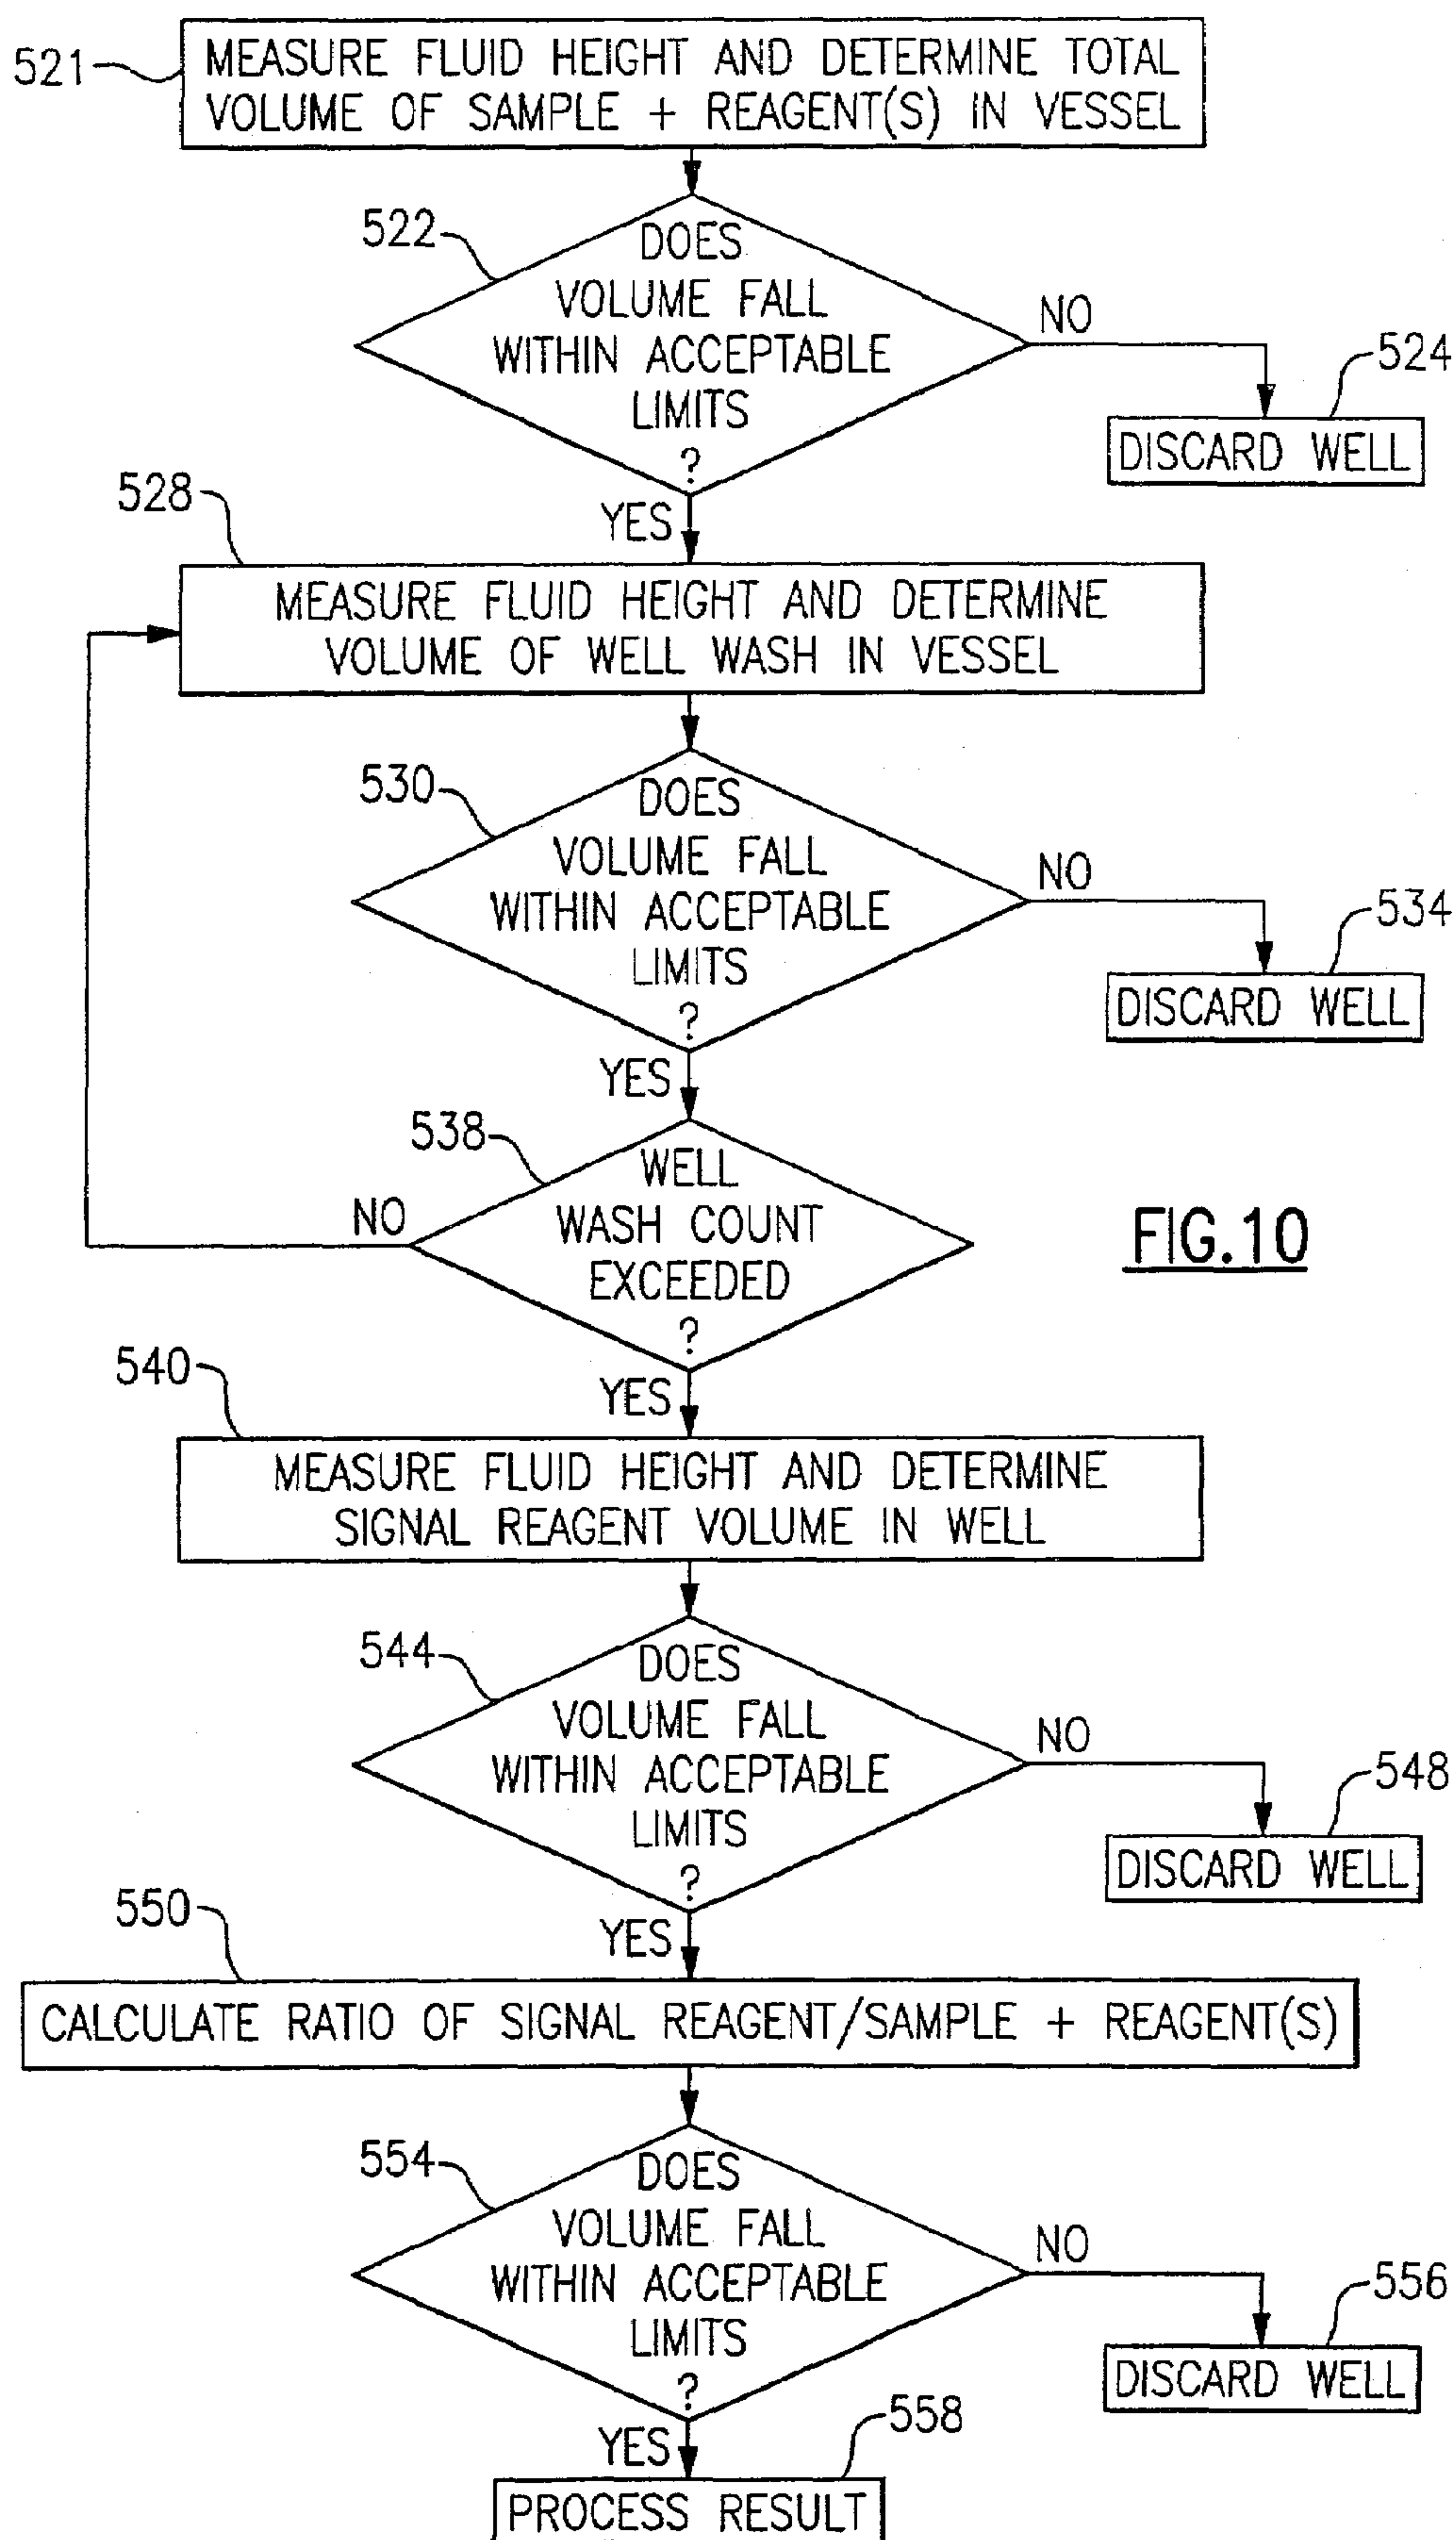 521
MEASURE FLUID HEIGHT AND DETERMINE TOTAL
VOLUME OF SAMPLE + REAGENT(S) IN VESSEL
522
DOES
VOLUME FALL
WITHIN ACCEPTABLE
LIMITS
?
NO
524
DISCARD WELL
YES
528
MEASURE FLUID HEIGHT AND DETERMINE
VOLUME OF WELL WASH IN VESSEL
530
DOES
VOLUME FALL
WITHIN ACCEPTABLE
LIMITS
?
NO
534
DISCARD WELL
YES
538
WELL
WASH COUNT
EXCEEDED
?
NO
FIG.10
YES
540
MEASURE FLUID HEIGHT AND DETERMINE
SIGNAL REAGENT VOLUME IN WELL
544
DOES
VOLUME FALL
WITHIN ACCEPTABLE
LIMITS
?
NO
548
DISCARD WELL
YES
550
CALCULATE RATIO OF SIGNAL REAGENT/SAMPLE + REAGENT(S)
554
DOES
VOLUME FALL
WITHIN ACCEPTABLE
LIMITS
?
NO
556
DISCARD WELL
YES
558
PROCESS RESULT